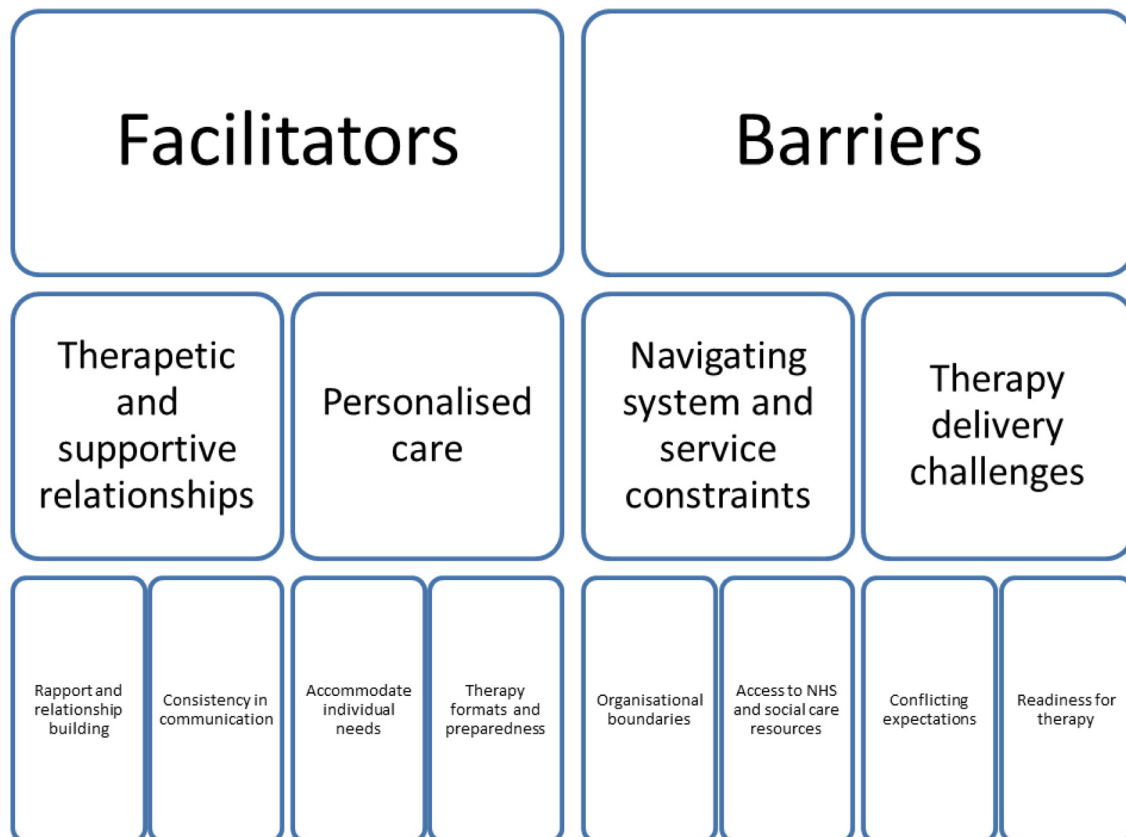 Facilitators
Barriers
Therapetic
and
supportive
relationships
Personalised
care
Navigating
system and
service
constraints
Therapy
delivery
challenges
Rapport and
relationship
building
Consistency in
communication
Accommodate
individual
needs
Therapy
formats and
preparedness
Organisational
boundaries
Access to NHS
and social care
resources
Conflicting
expectations
Readiness for
therapy